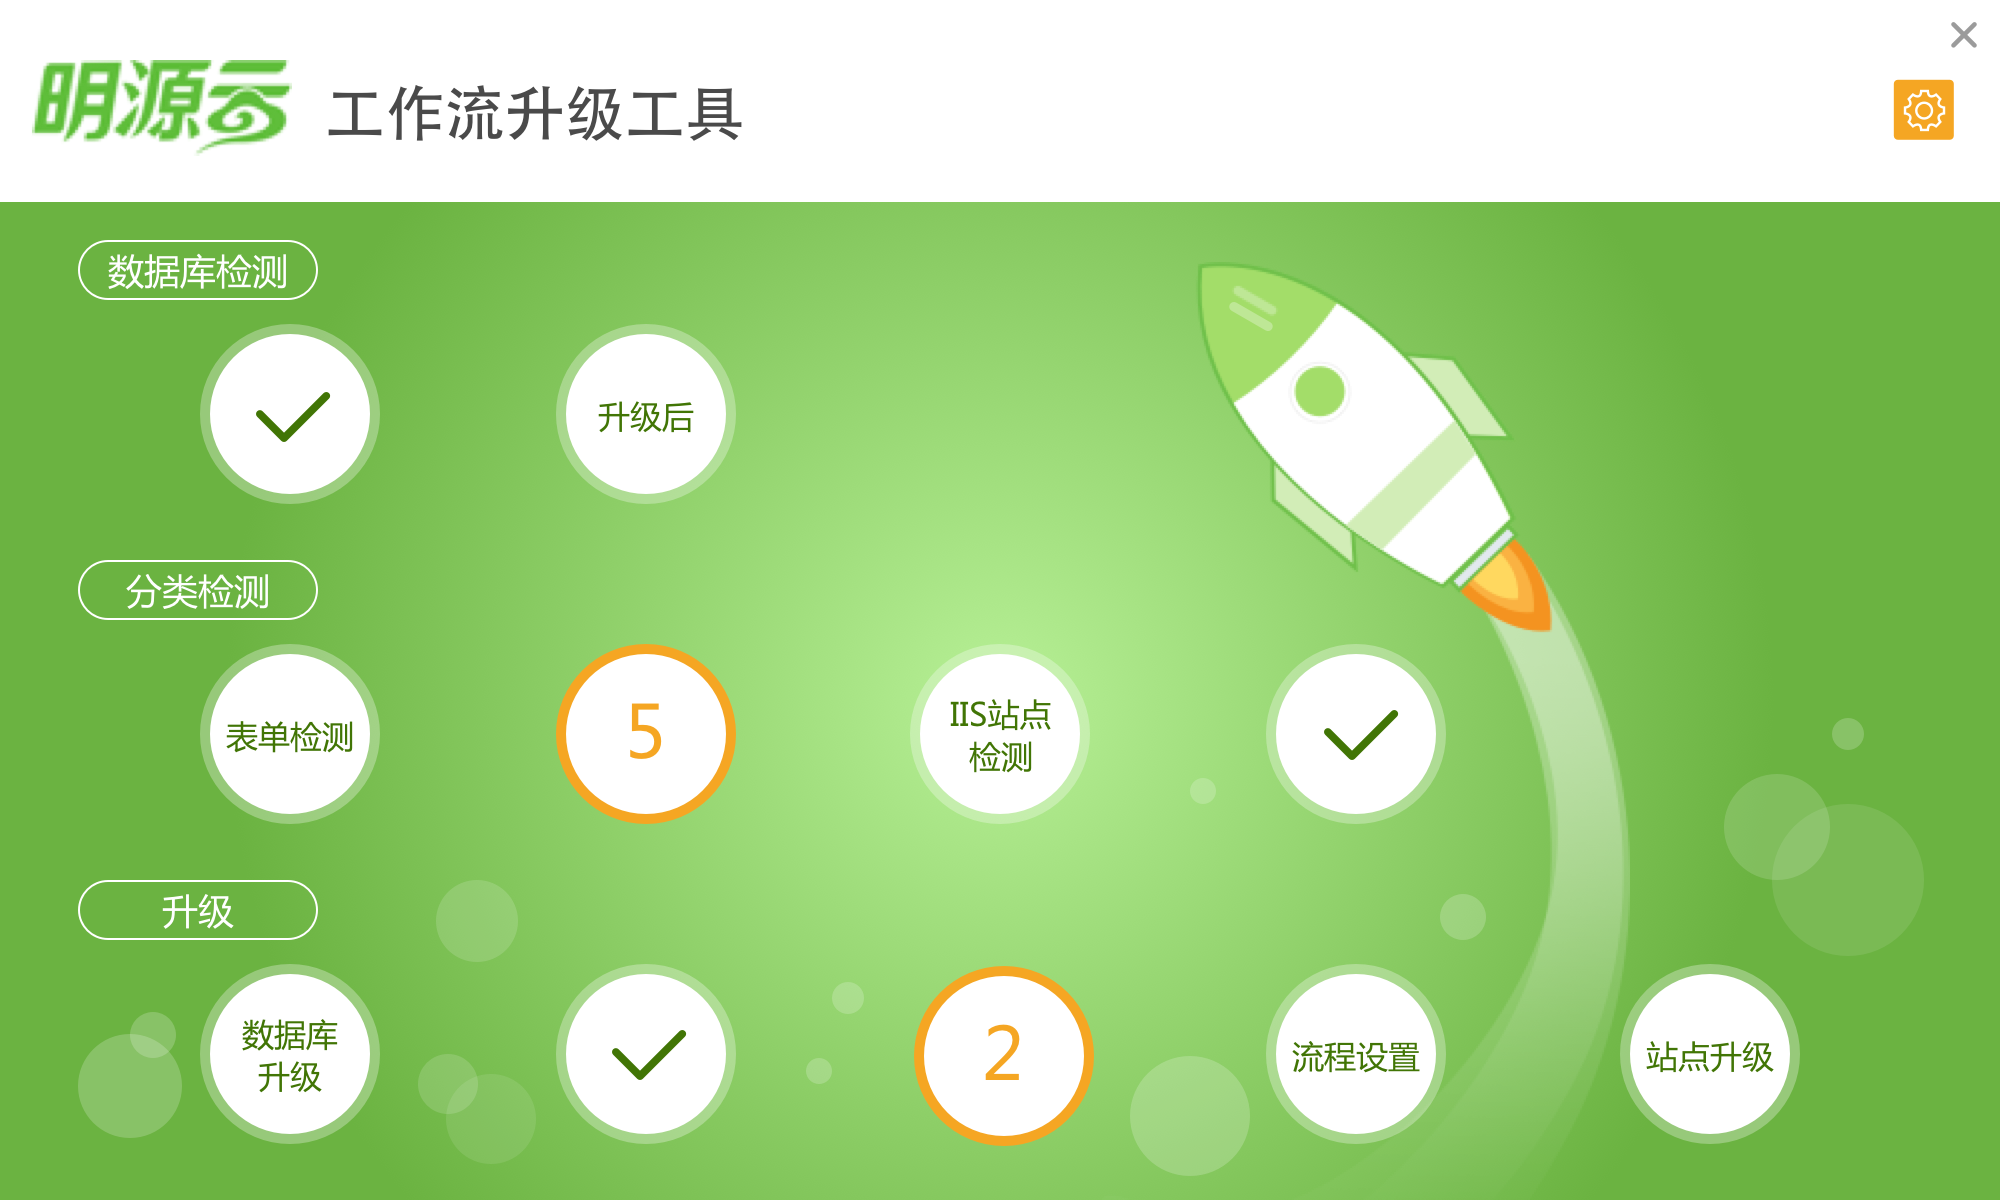 明源云 工作流升级工具
数据库检测
升级后
分类检测
表单检测
5
IIS站点
检测
升级
数据库
升级
2
流程设置
站点升级